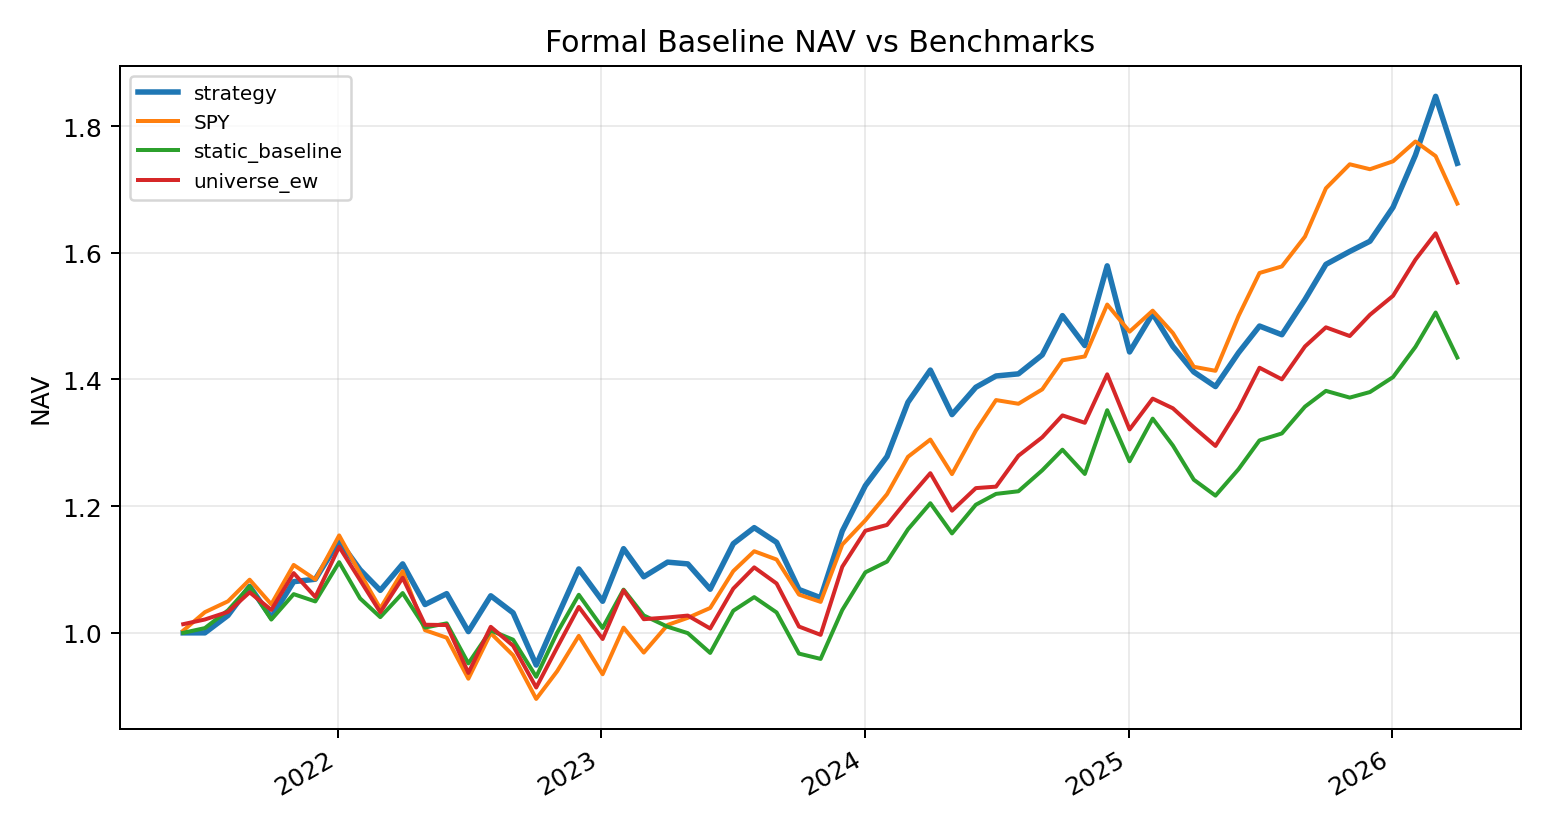 Formal Baseline NAV vs Benchmarks
strategy
SPY
static_baseline
universe_ew
NAV
1.8
1.6
1.4
1.2
1.0
2022
2023
2024
2025
2026